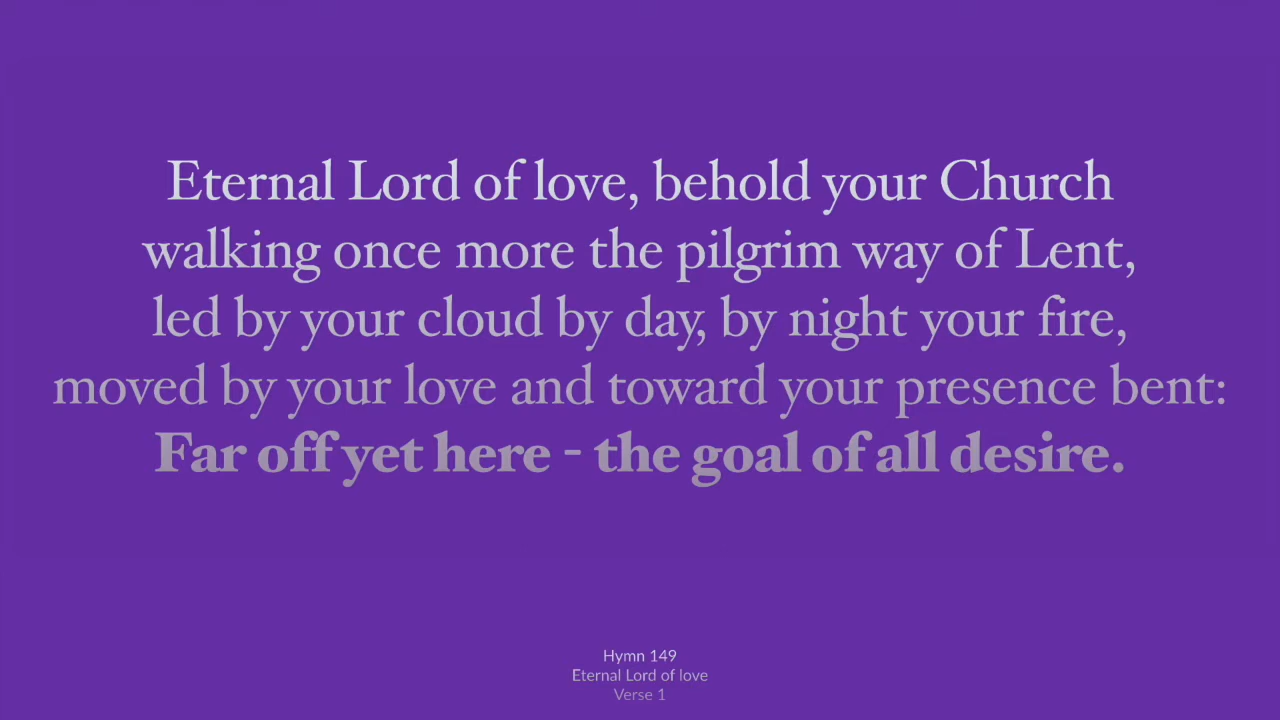 Eternal Lord of love, behold your Church
walking once more the pilgrim way of Lent,
led by your cloud by day, by night your fire,
moved by your love and toward your presence bent:
Far off yet here - the goal of all desire.
Hymn 149
Eternal Lord of love
Verse 1